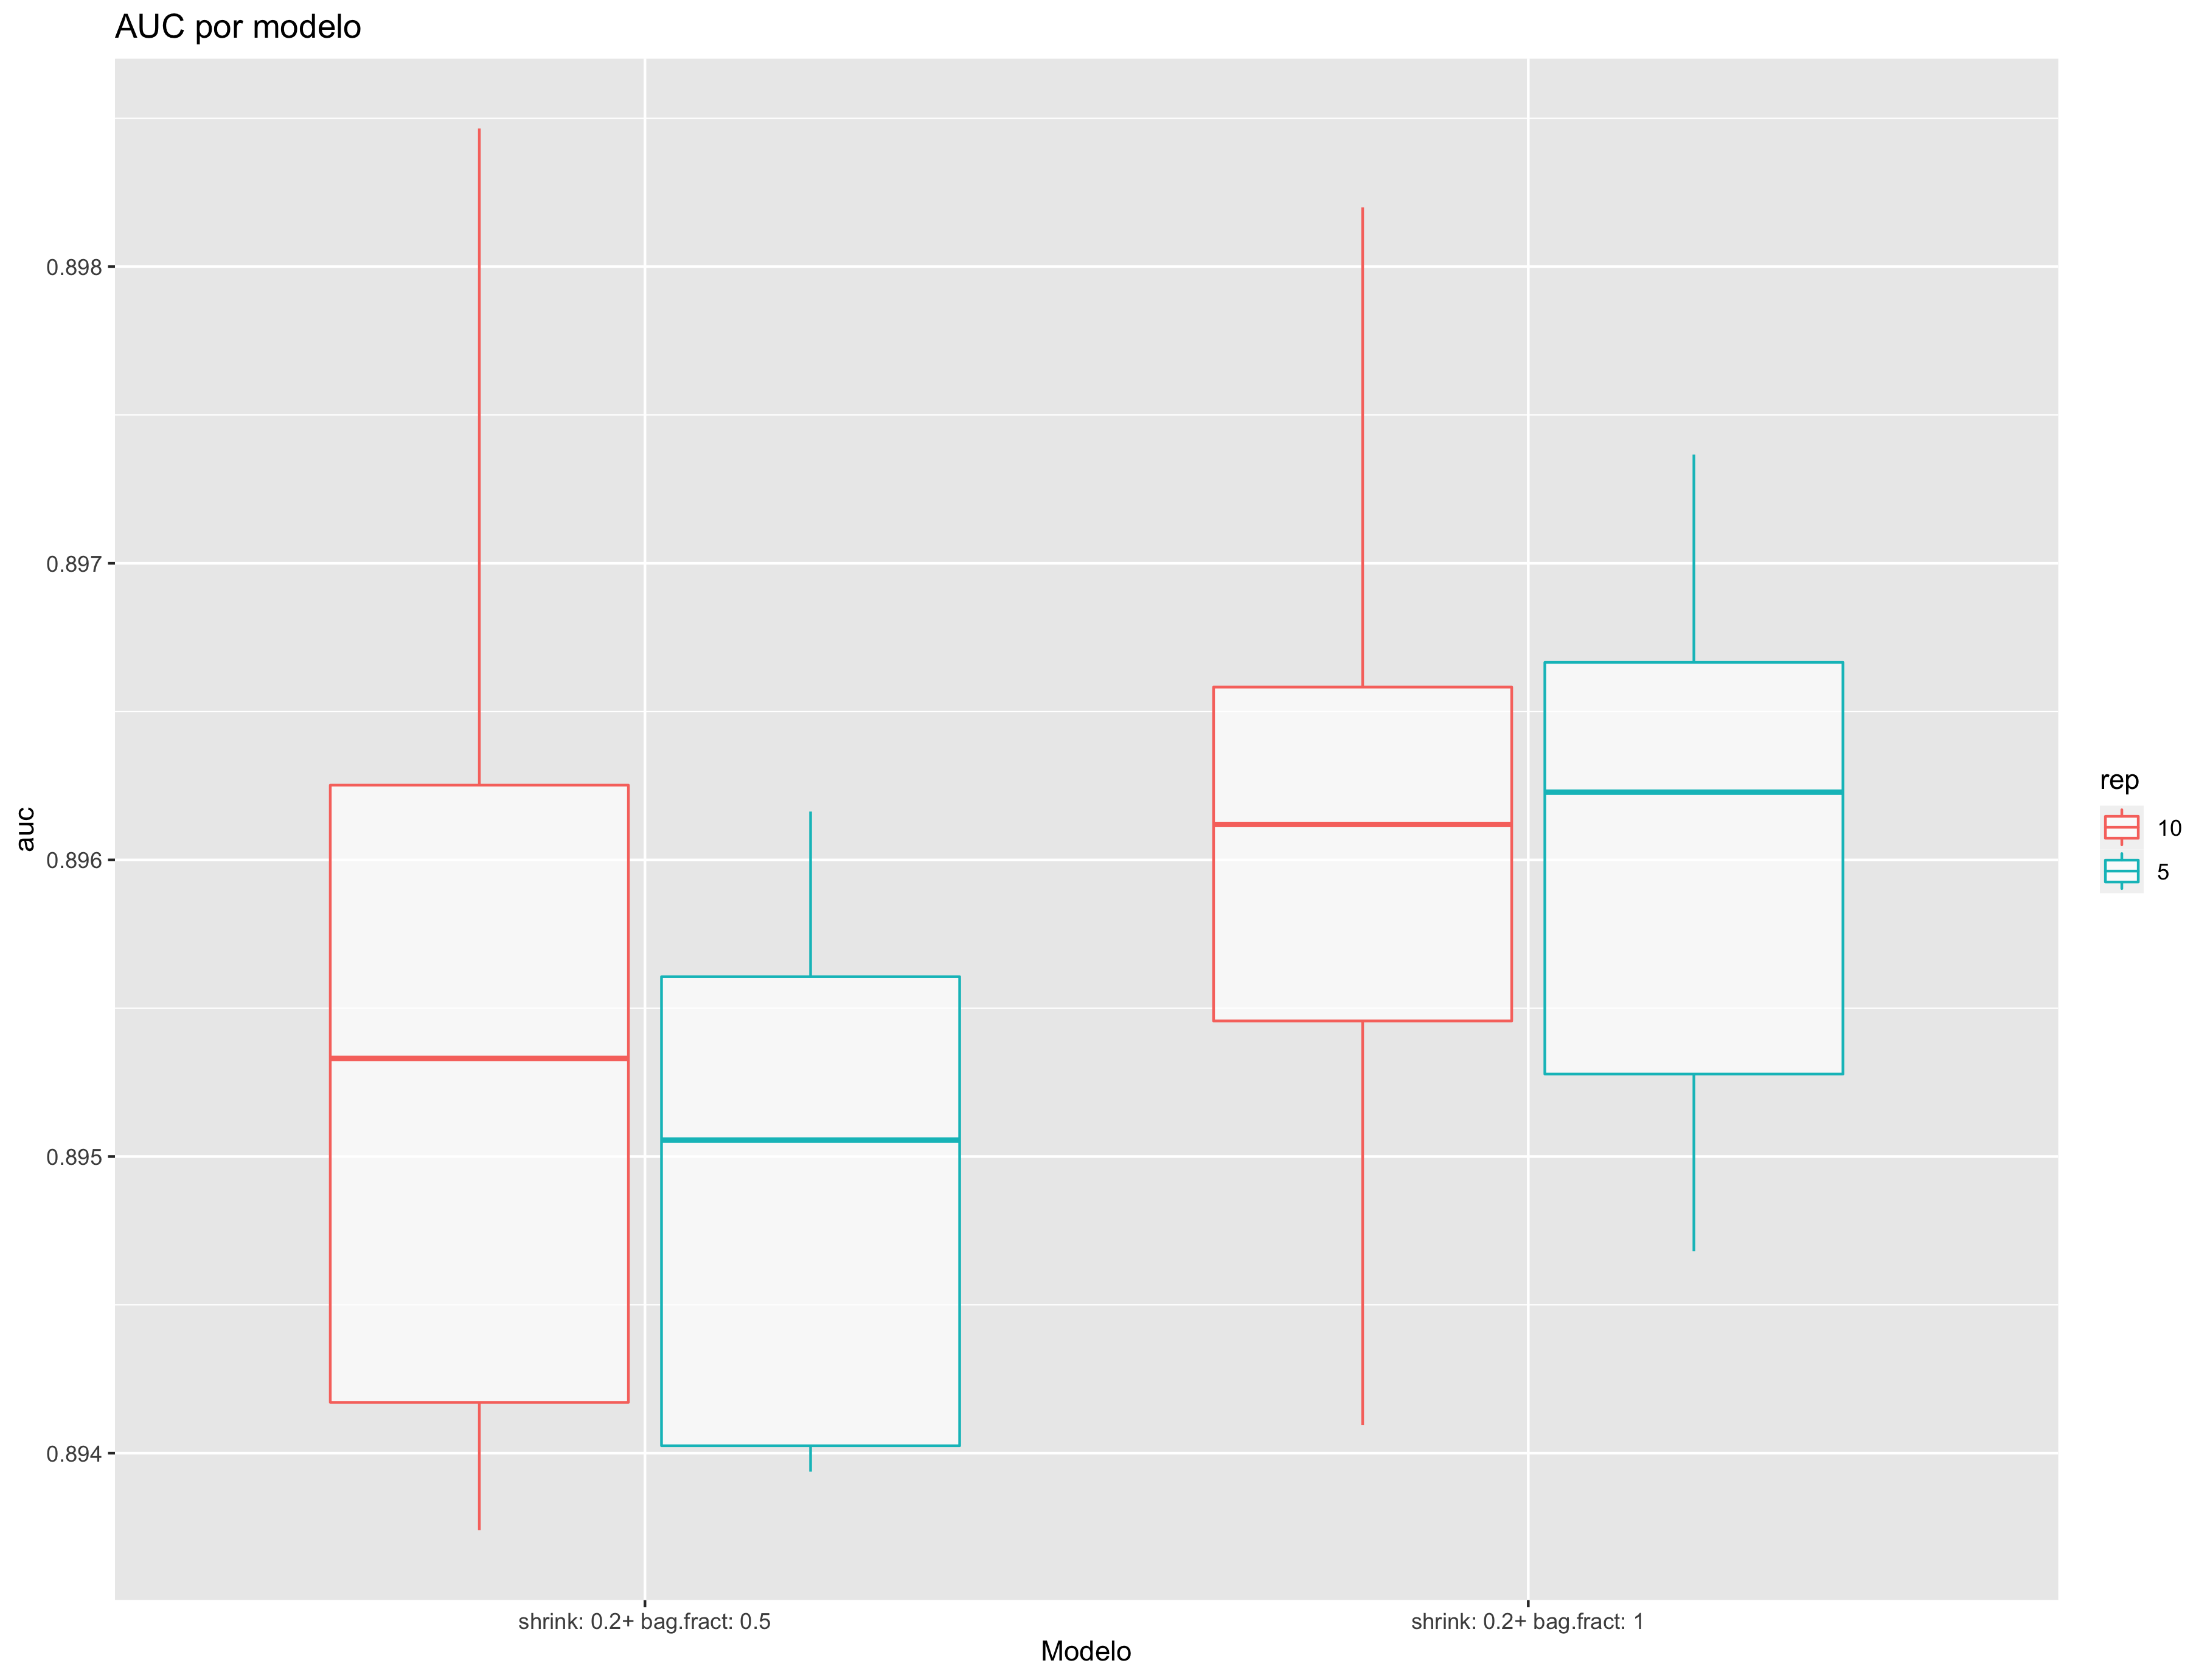 AUC por modelo
auc
0.898
0.897
0.896
0.895
0.894
shrink: 0.2+ bag.fract: 0.5
shrink: 0.2+ bag.fract: 1
Modelo
rep
10
5